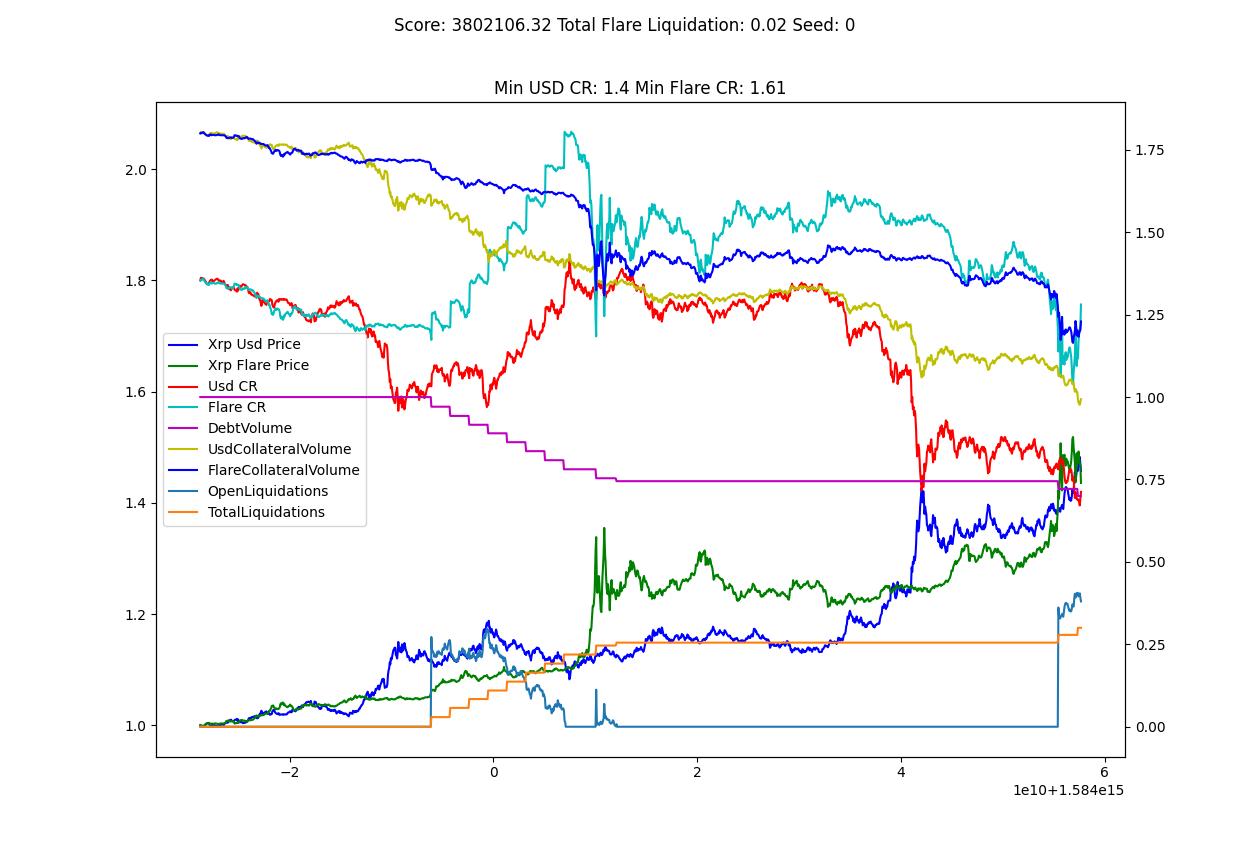 Score: 3802106.32 Total Flare Liquidation: 0.02 Seed: 0
Min USD CR: 1.4 Min Flare CR: 1.61
2.0
1.8
1.6
1.4
1.2
1.0
1.75
1.50
1.25
1.00
0.75
0.50
0.25
0.00
Xrp Usd Price
Xrp Flare Price
Usd CR
Flare CR
DebtVolume
UsdCollateralVolume
FlareCollateralVolume
OpenLiquidations
TotalLiquidations
−2 0 2 4 6
1e10+1.584e15